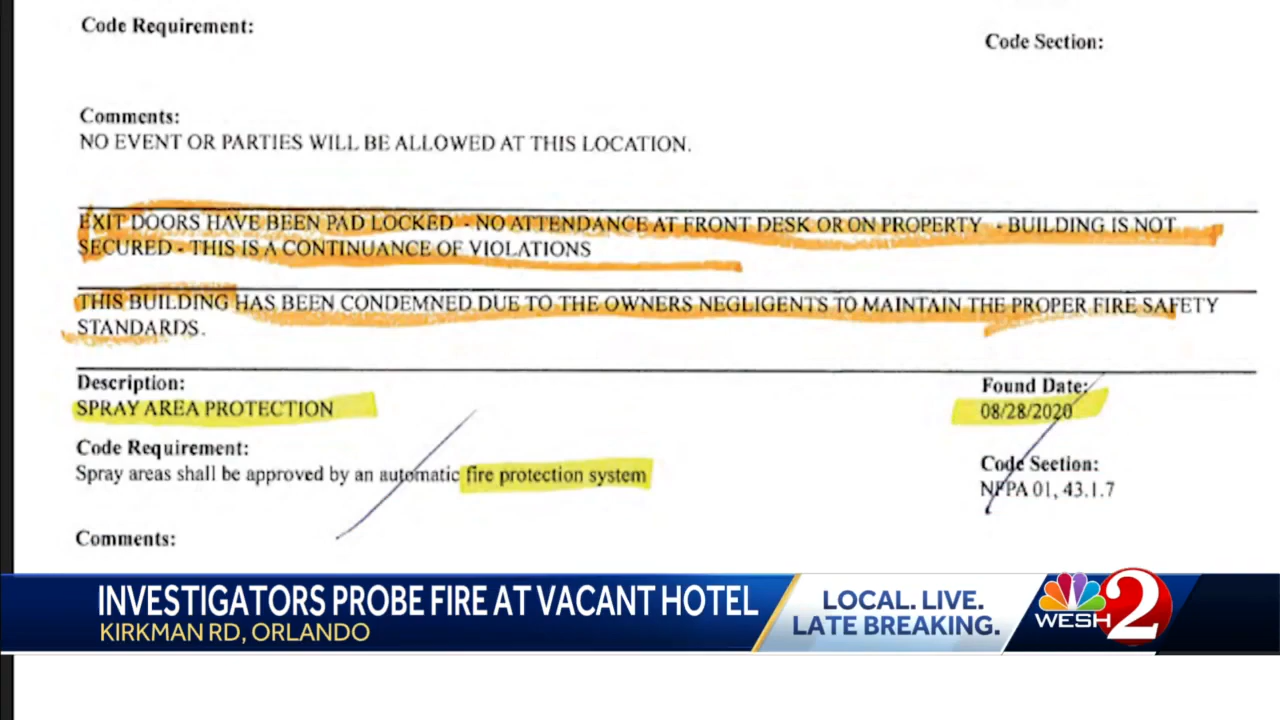 Code Requirement:
Code Section:
Comments:
NO EVENT OR PARTIES WILL BE ALLOWED AT THIS LOCATION.
EXIT DOORS HAVE BEEN PAD LOCKED - NO ATTENDANCE AT FRONT DESK OR ON PROPERTY - BUILDING IS NOT
SECURED - THIS IS A CONTINUANCE OF VIOLATIONS
THIS BUILDING HAS BEEN CONDEMNED DUE TO THE OWNERS NEGLIGENTS TO MAINTAIN THE PROPER FIRE SAFETY
STANDARDS.
Description:
SPRAY AREA PROTECTION
Found Date:
08/28/2020
Code Requirement:
Spray areas shall be approved by an automatic fire protection system
Code Section:
NFPA 01, 43.1.7
Comments:
INVESTIGATORS PROBE FIRE AT VACANT HOTEL
KIRKMAN RD, ORLANDO
LOCAL. LIVE.
LATE BREAKING.
WESH 2